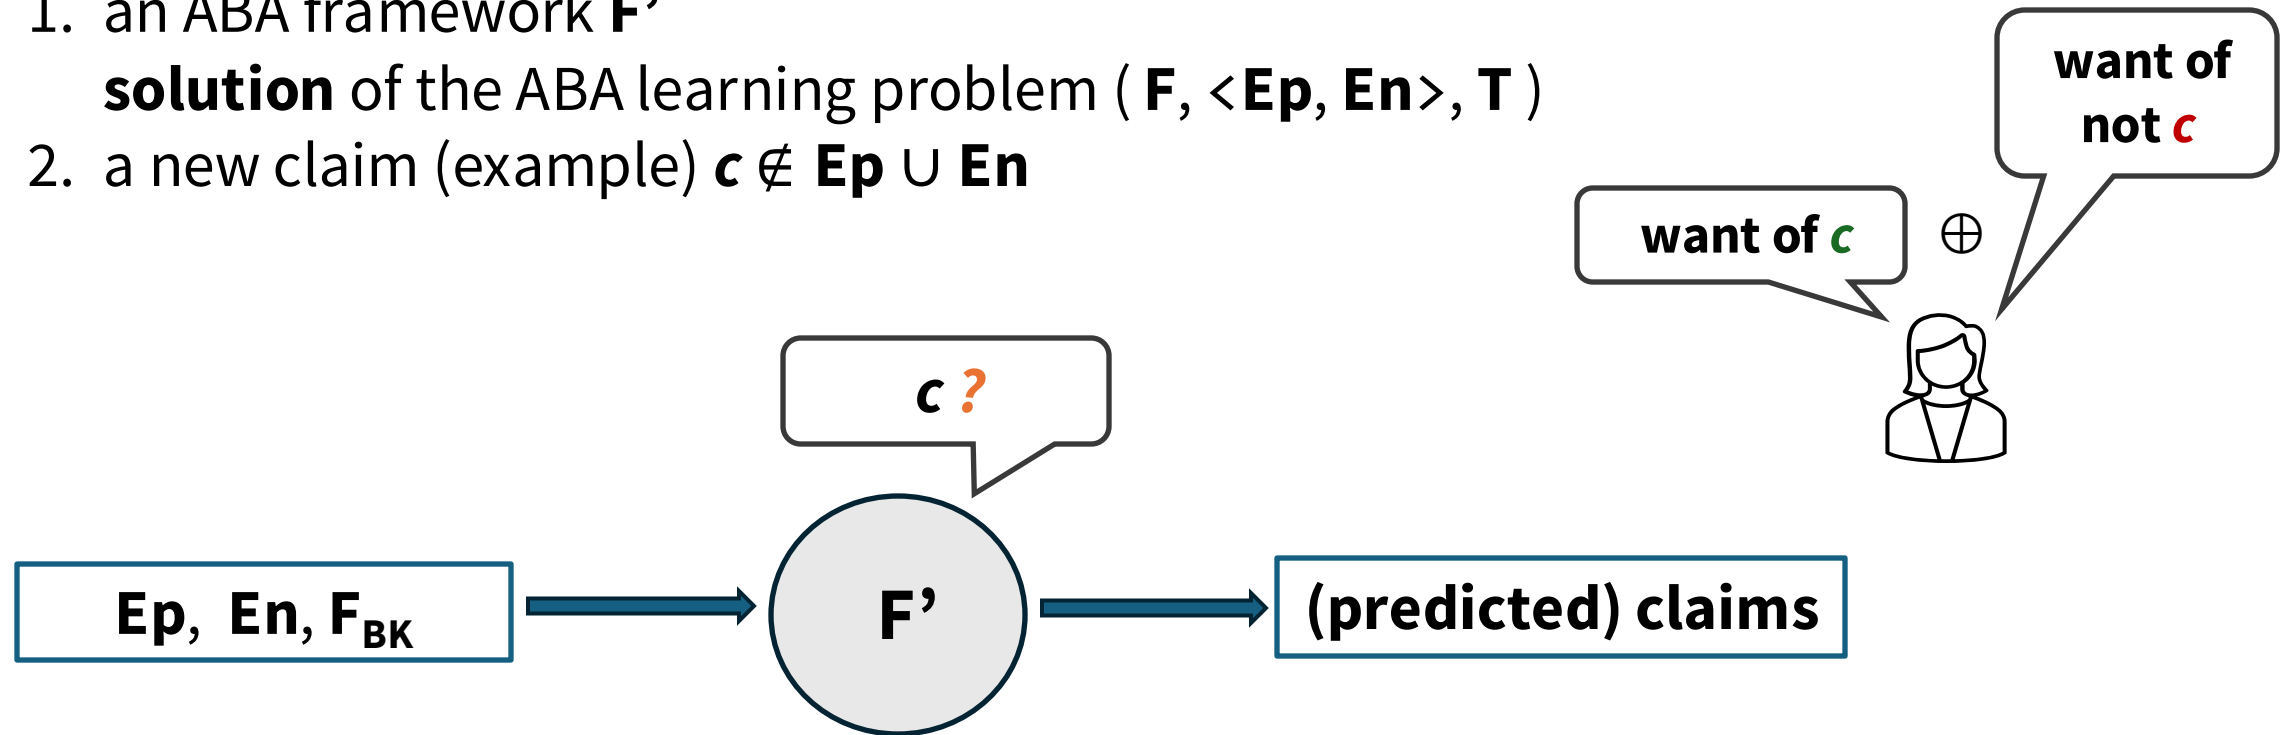 1. an ABA framework F’
solution of the ABA learning problem ( F, <Ep, En>, T )
2. a new claim (example) c ∉ Ep ∪ En
want of
not c
want of c
⊕
c ?
Ep, En, F_BK
F’
(predicted) claims